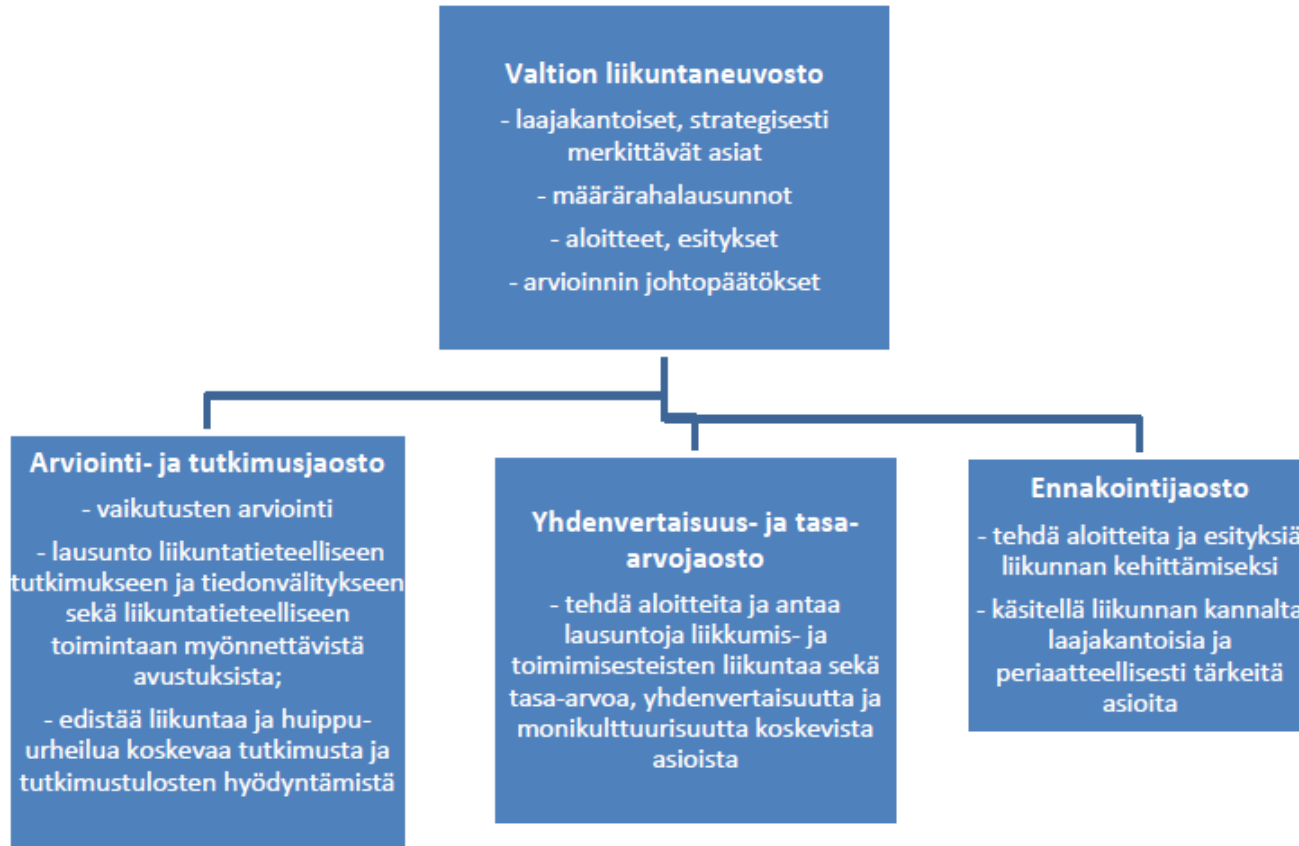 Valtion liikuntaneuvosto
- laajakantoiset, strategisesti
merkittävät asiat
- määrärahalausunnot
- aloitteet, esitykset
- arvioinnin johtopäätökset
Arviointi- ja tutkimusjaosto
- vaikutusten arviointi
- lausunto liikuntatieteelliseen
tutkimukseen ja tiedonvälitykseen
sekä liikuntatieteelliseen
toimintaan myönnettävistä
avustuksista;
- edistää liikuntaa ja huippu-
urheilua koskevaa tutkimusta ja
tutkimustulosten hyödyntämistä
Yhdenvertaisuus- ja tasa-
arvojaosto
- tehdä aloitteita ja antaa
lausuntoja liikkumis- ja
toimimisesteisten liikuntaa sekä
tasa-arvoa, yhdenvertaisuutta ja
monikulttuurisuutta koskevista
asioista
Ennakointijaosto
- tehdä aloitteita ja esityksiä
liikunnan kehittämiseksi
- käsitellä liikunnan kannalta
laajakantoisia ja
periaatteellisesti tärkeitä
asioita